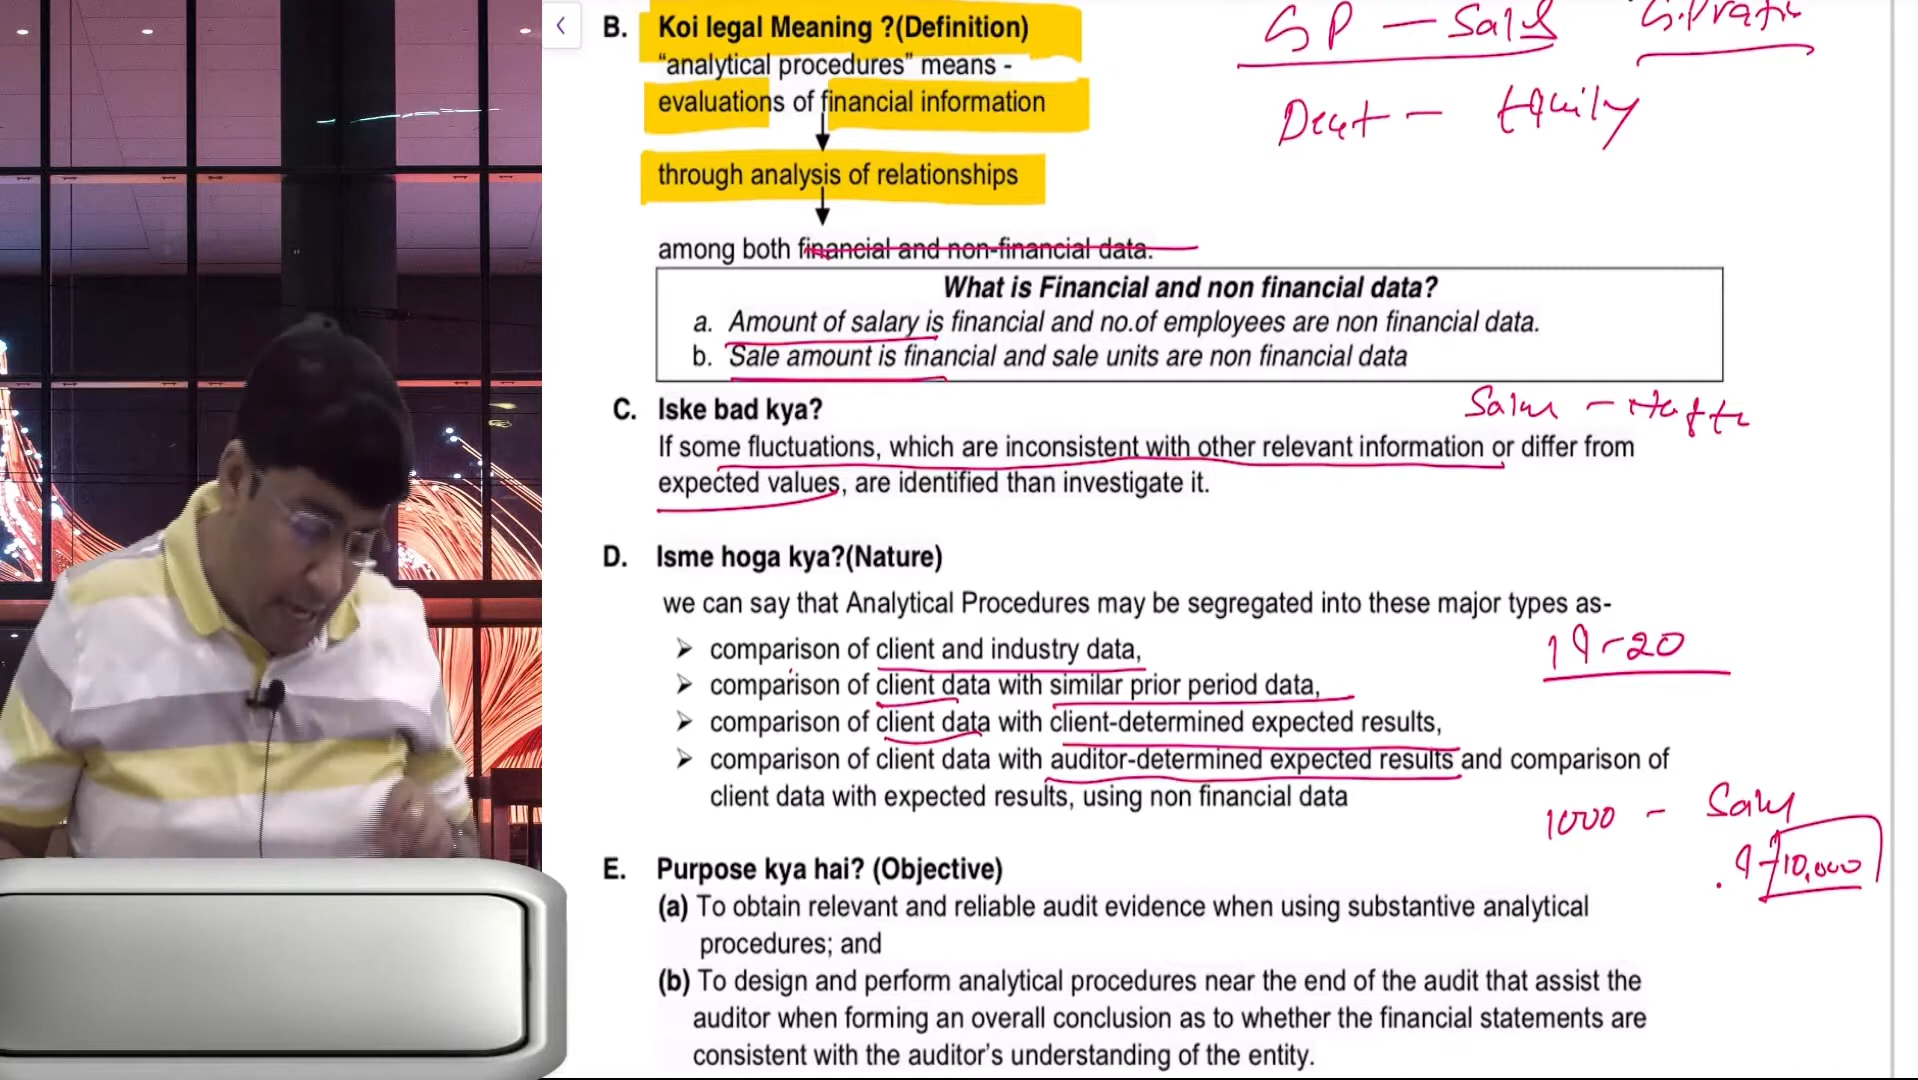 GP — Sales G.P ratio
B. Koi legal Meaning ?(Definition)
“analytical procedures” means -
evaluations of financial information
Debt — Equity
through analysis of relationships
among both financial and non-financial data.
What is Financial and non financial data?
a. Amount of salary is financial and no.of employees are non financial data.
b. Sale amount is financial and sale units are non financial data
C. Iske bad kya?
If some fluctuations, which are inconsistent with other relevant information or differ from
expected values, are identified than investigate it.
D. Isme hoga kya?(Nature)
we can say that Analytical Procedures may be segregated into these major types as-
➢ comparison of client and industry data,
19-20
➢ comparison of client data with similar prior period data,
➢ comparison of client data with client-determined expected results,
➢ comparison of client data with auditor-determined expected results and comparison of
client data with expected results, using non financial data
1000 -
10,000
E. Purpose kya hai? (Objective)
(a) To obtain relevant and reliable audit evidence when using substantive analytical
procedures; and
(b) To design and perform analytical procedures near the end of the audit that assist the
auditor when forming an overall conclusion as to whether the financial statements are
consistent with the auditor’s understanding of the entity.